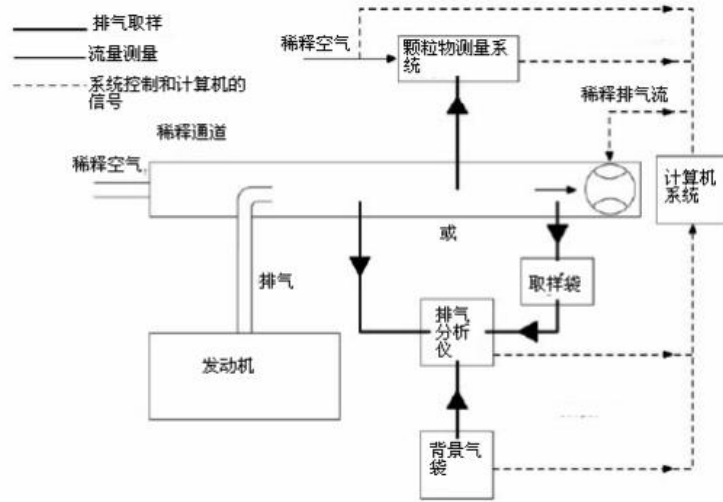 排气取样
流量测量
系统控制和计算机的
信号
稀释空气
颗粒物测量系
统
稀释排气流
稀释通道
稀释空气
计算机
系统
或
排气
取样袋
排气
分析
仪
发动机
背景气
袋